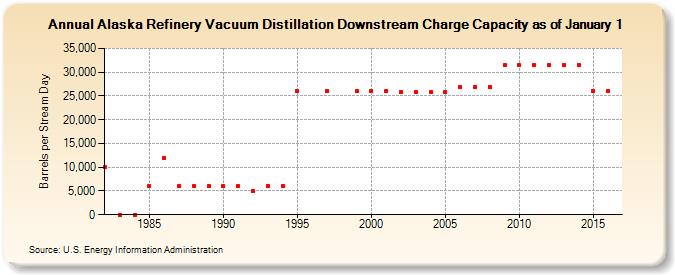 Annual Alaska Refinery Vacuum Distillation Downstream Charge Capacity as of January 1
Barrels per Stream Day
35,000
30,000
25,000
20,000
15,000
10,000
5,000
0
1985 1990 1995 2000 2005 2010 2015
Source: U.S. Energy Information Administration